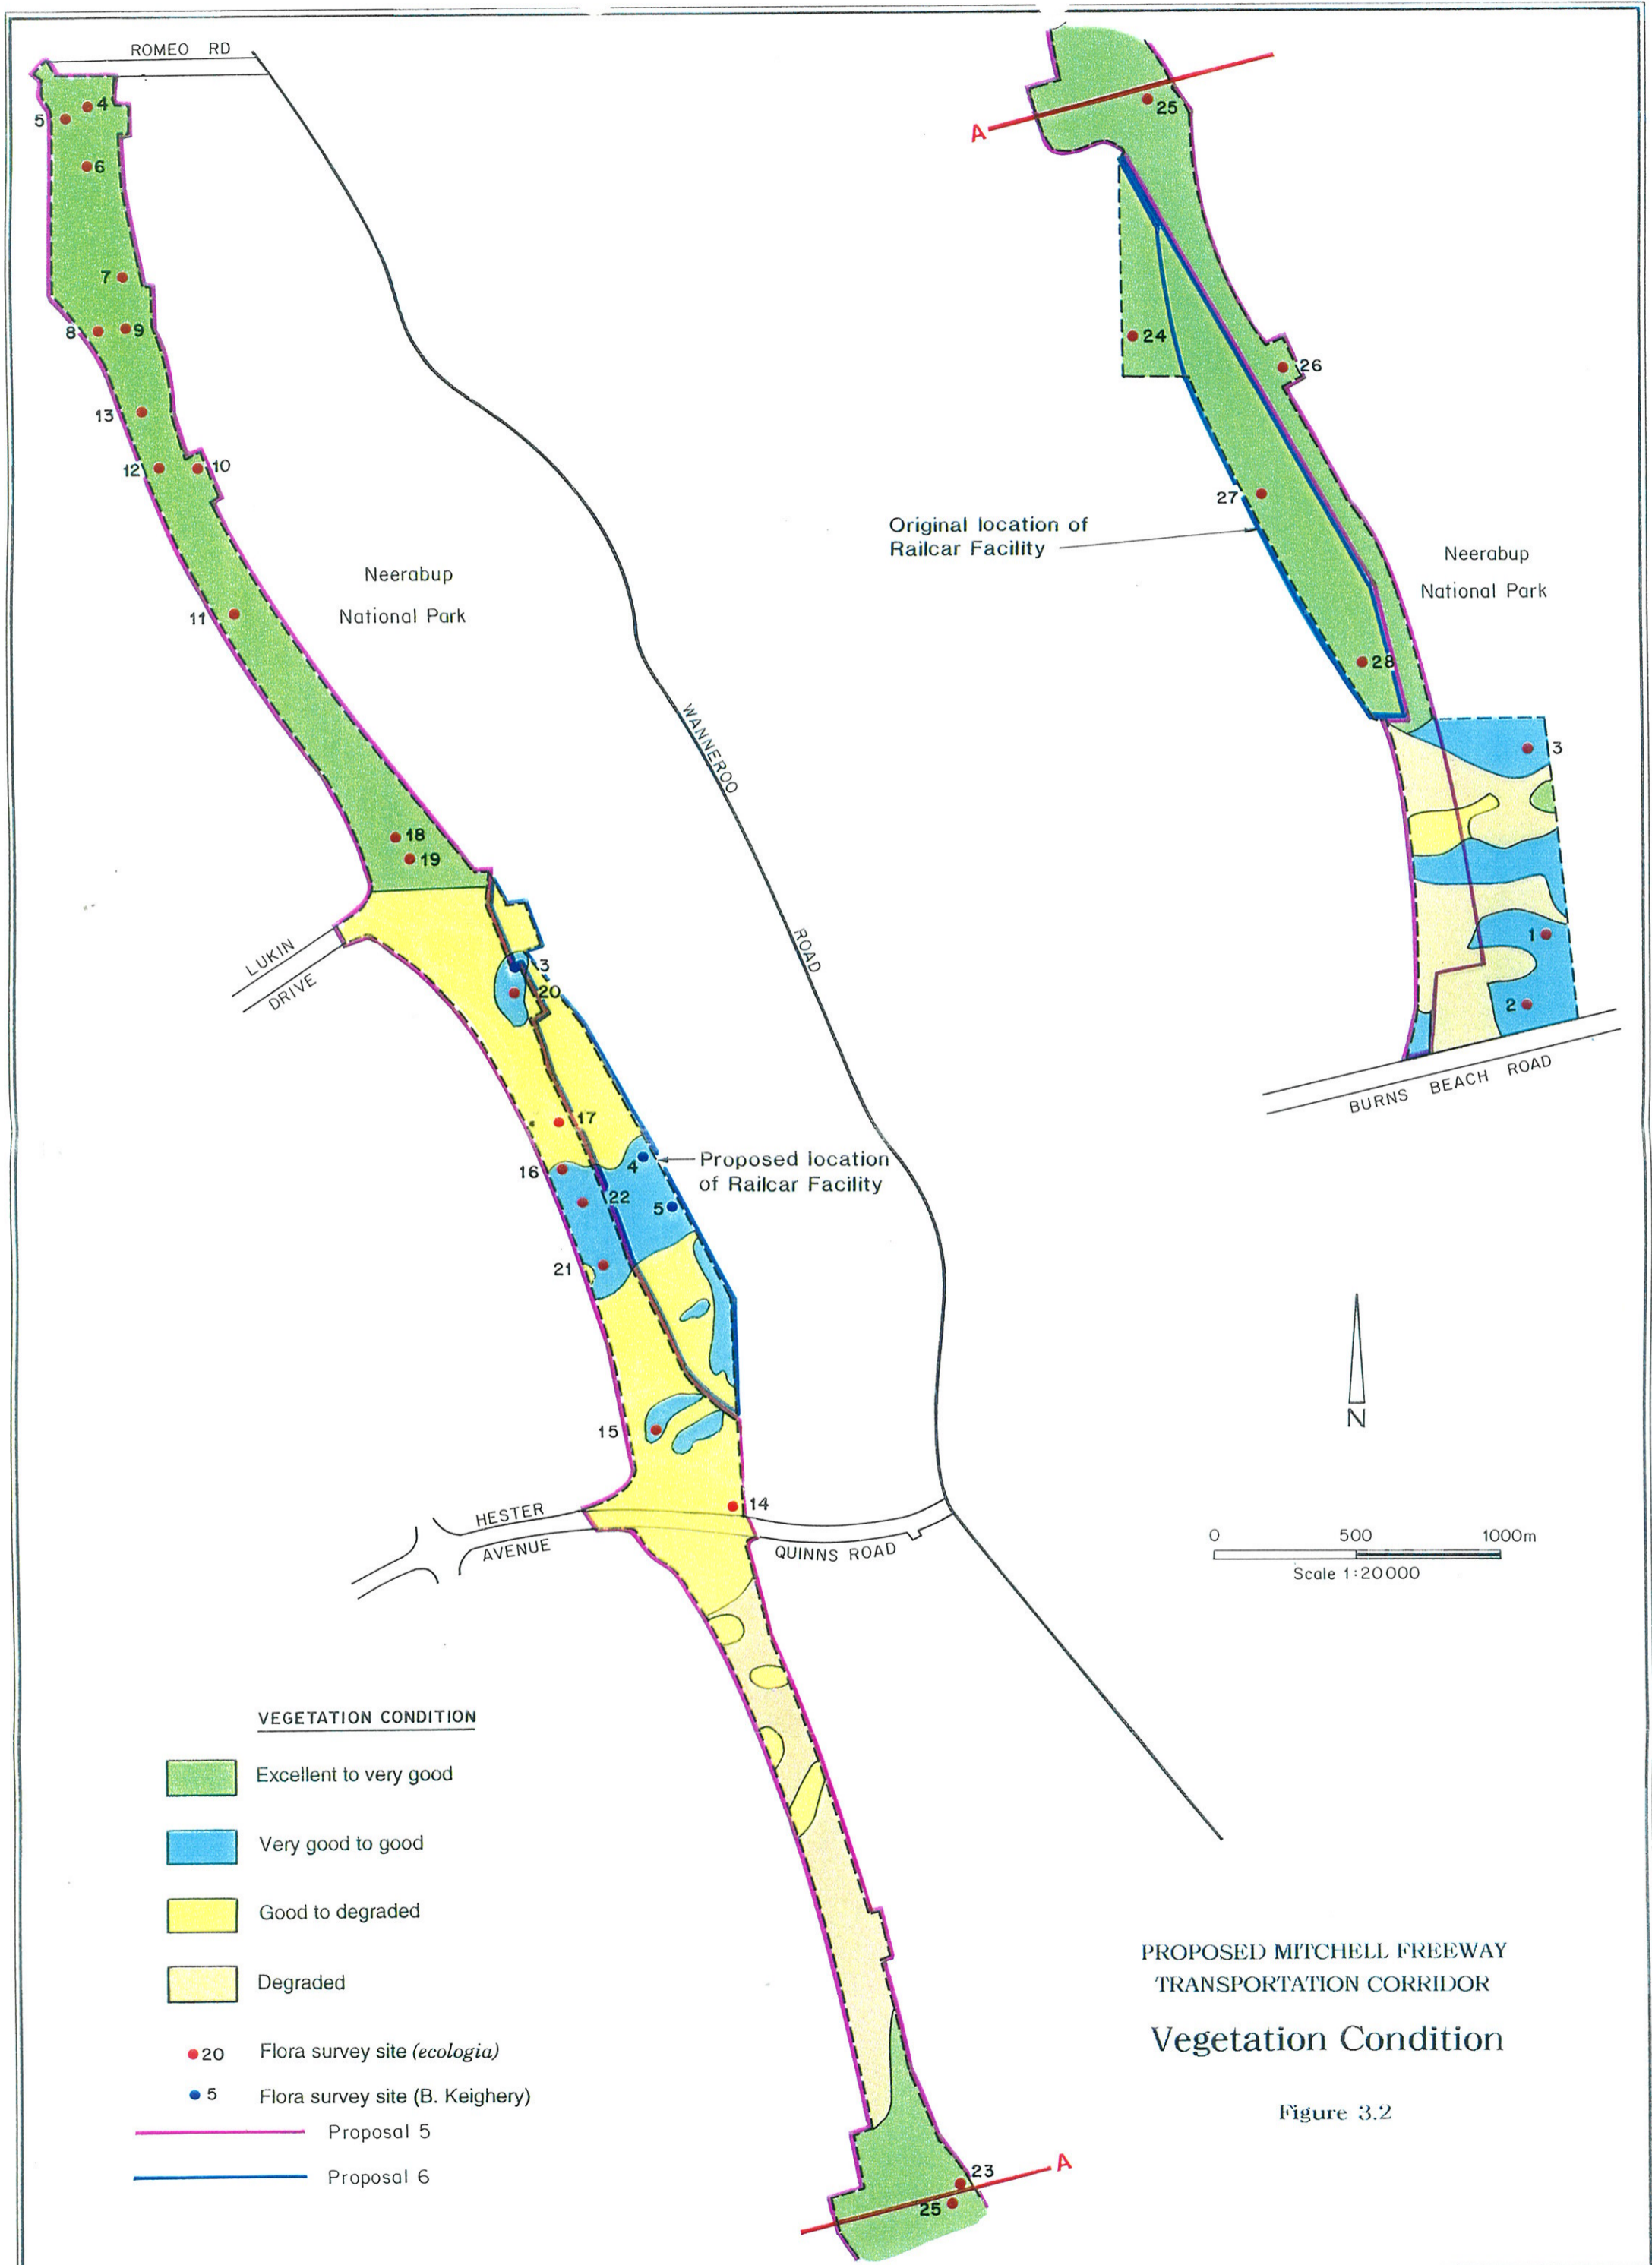 ROMEO RD
4
5
6
7
8
9
13
12
10
11
Neerabup
National Park
18
19
LUKIN
DRIVE
3
20
17
16
4
Proposed location
of Railcar Facility
22
5
21
15
14
HESTER
AVENUE
QUINNS ROAD
WANNEROO
ROAD
23
25
A
A
25
24
26
27
Original location of
Railcar Facility
Neerabup
National Park
28
3
1
2
BURNS BEACH ROAD
N
0 500 1000m
Scale 1:20000
VEGETATION CONDITION
Excellent to very good
Very good to good
Good to degraded
Degraded
20 Flora survey site (ecologia)
5 Flora survey site (B. Keighery)
Proposal 5
Proposal 6
PROPOSED MITCHELL FREEWAY
TRANSPORTATION CORRIDOR
Vegetation Condition
Figure 3.2